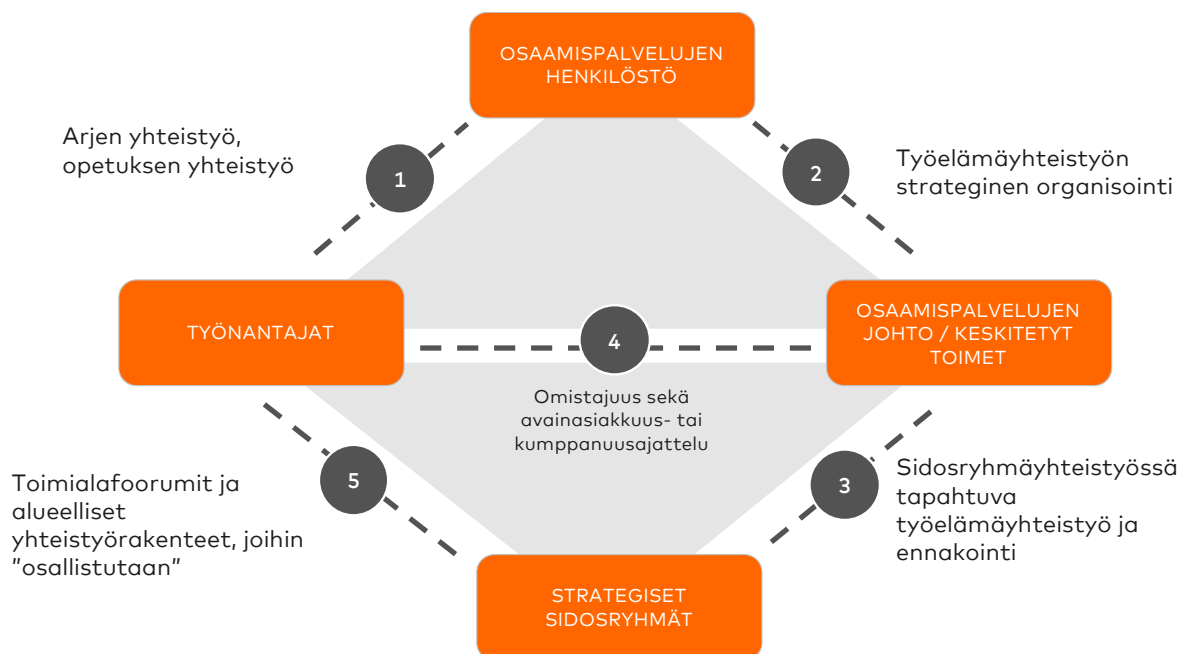 OSAAMISPALVELUJEN
HENKILÖSTÖ
Arjen yhteistyö,
opetuksen yhteistyö
1
2
Työelämäyhteistyön
strateginen organisointi
TYÖNANTAJAT
4
OSAAMISPALVELUJEN
JOHTO / KESKITETYT
TOIMET
Omistajuus sekä
avainasiakkuus- tai
kumppanuusajattelu
Toimialafoorumit ja
alueelliset
yhteistyörakenteet, joihin
”osallistutaan”
5
3
Sidosryhmäyhteistyössä
tapahtuva
työelämäyhteistyö ja
ennakointi
STRATEGISET
SIDOSRYHMÄT